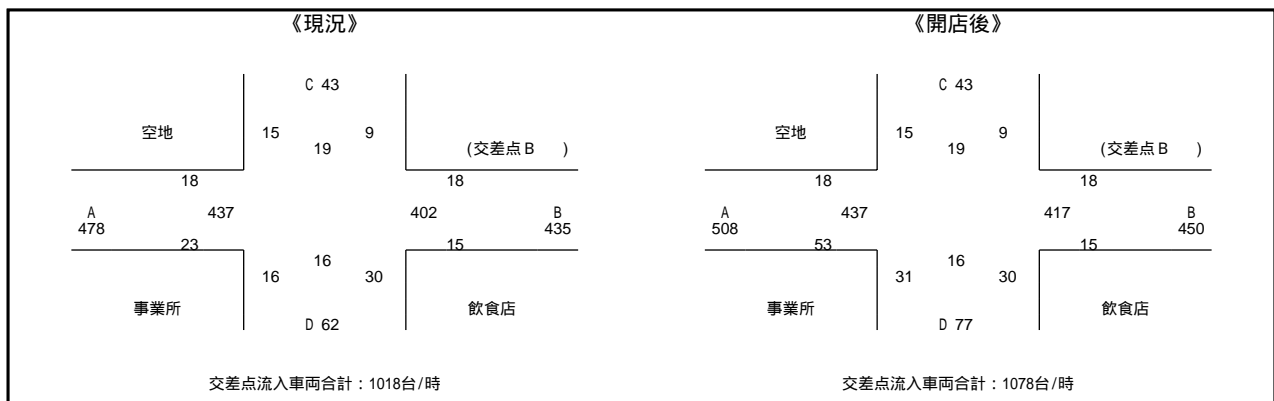 《現況》
C 43
空地 15 9
19 (交差点B )
18 18
A 437 402 B
478 435
23 15
16
16 30
事業所 飲食店
D 62
交差点流入車両合計：1018台/時
《開店後》
C 43
空地 15 9
19 (交差点B )
18 18
A 437 417 B
508 450
53 15
16
31 30
事業所 飲食店
D 77
交差点流入車両合計：1078台/時